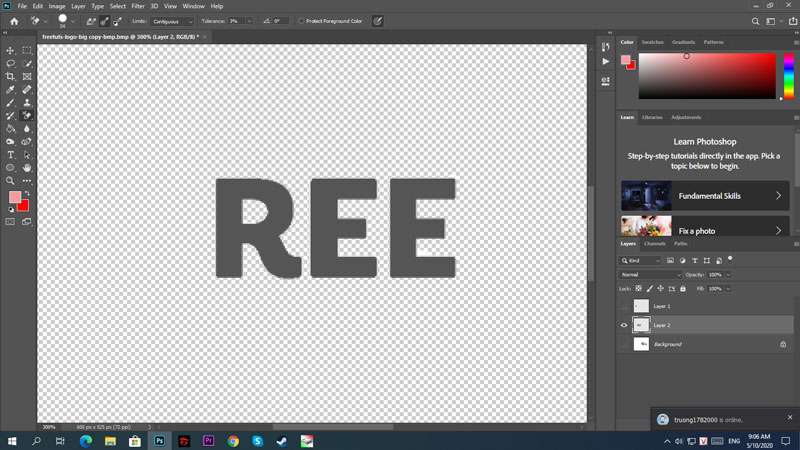 File Edit Image Layer Type Select Filter 3D View Window Help
56
Limits: Contiguous Tolerance: 3% 0° Protect Foreground Color
freefuts-logo-big copy-bmp.bmp @ 300% (Layer 2, RGB/8) *
Color Swatches Gradients Patterns
Learn Libraries Adjustments
Learn Photoshop
Step-by-step tutorials directly in the app. Pick a
topic below to begin.
Fundamental Skills
Fix a photo
REE
Layers Channels Paths
Kind
Normal Opacity: 100%
Lock: Fill: 100%
Layer 1
Layer 2
Background
300% 600 px x 525 px (72 ppi)
truong1782000 is online.
ENG
9:06 AM
5/10/2020